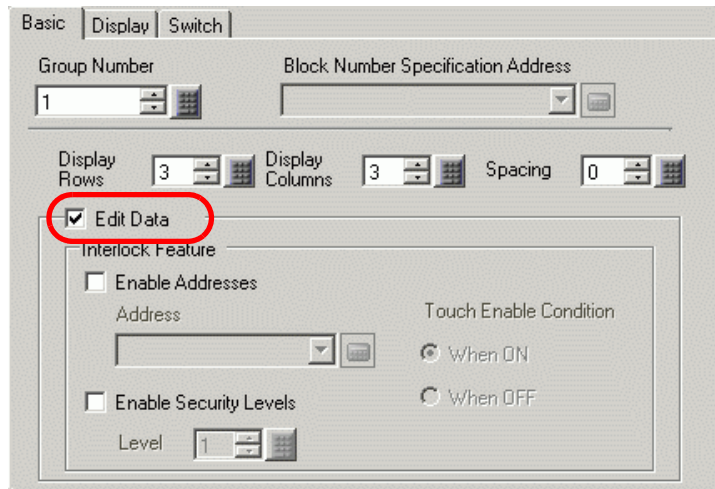 Basic Display Switch
Group Number Block Number Specification Address
1
Display Rows 3 Display Columns 3 Spacing 0
Edit Data
Interlock Feature
Enable Addresses
Address Touch Enable Condition
When ON
Enable Security Levels When OFF
Level 1